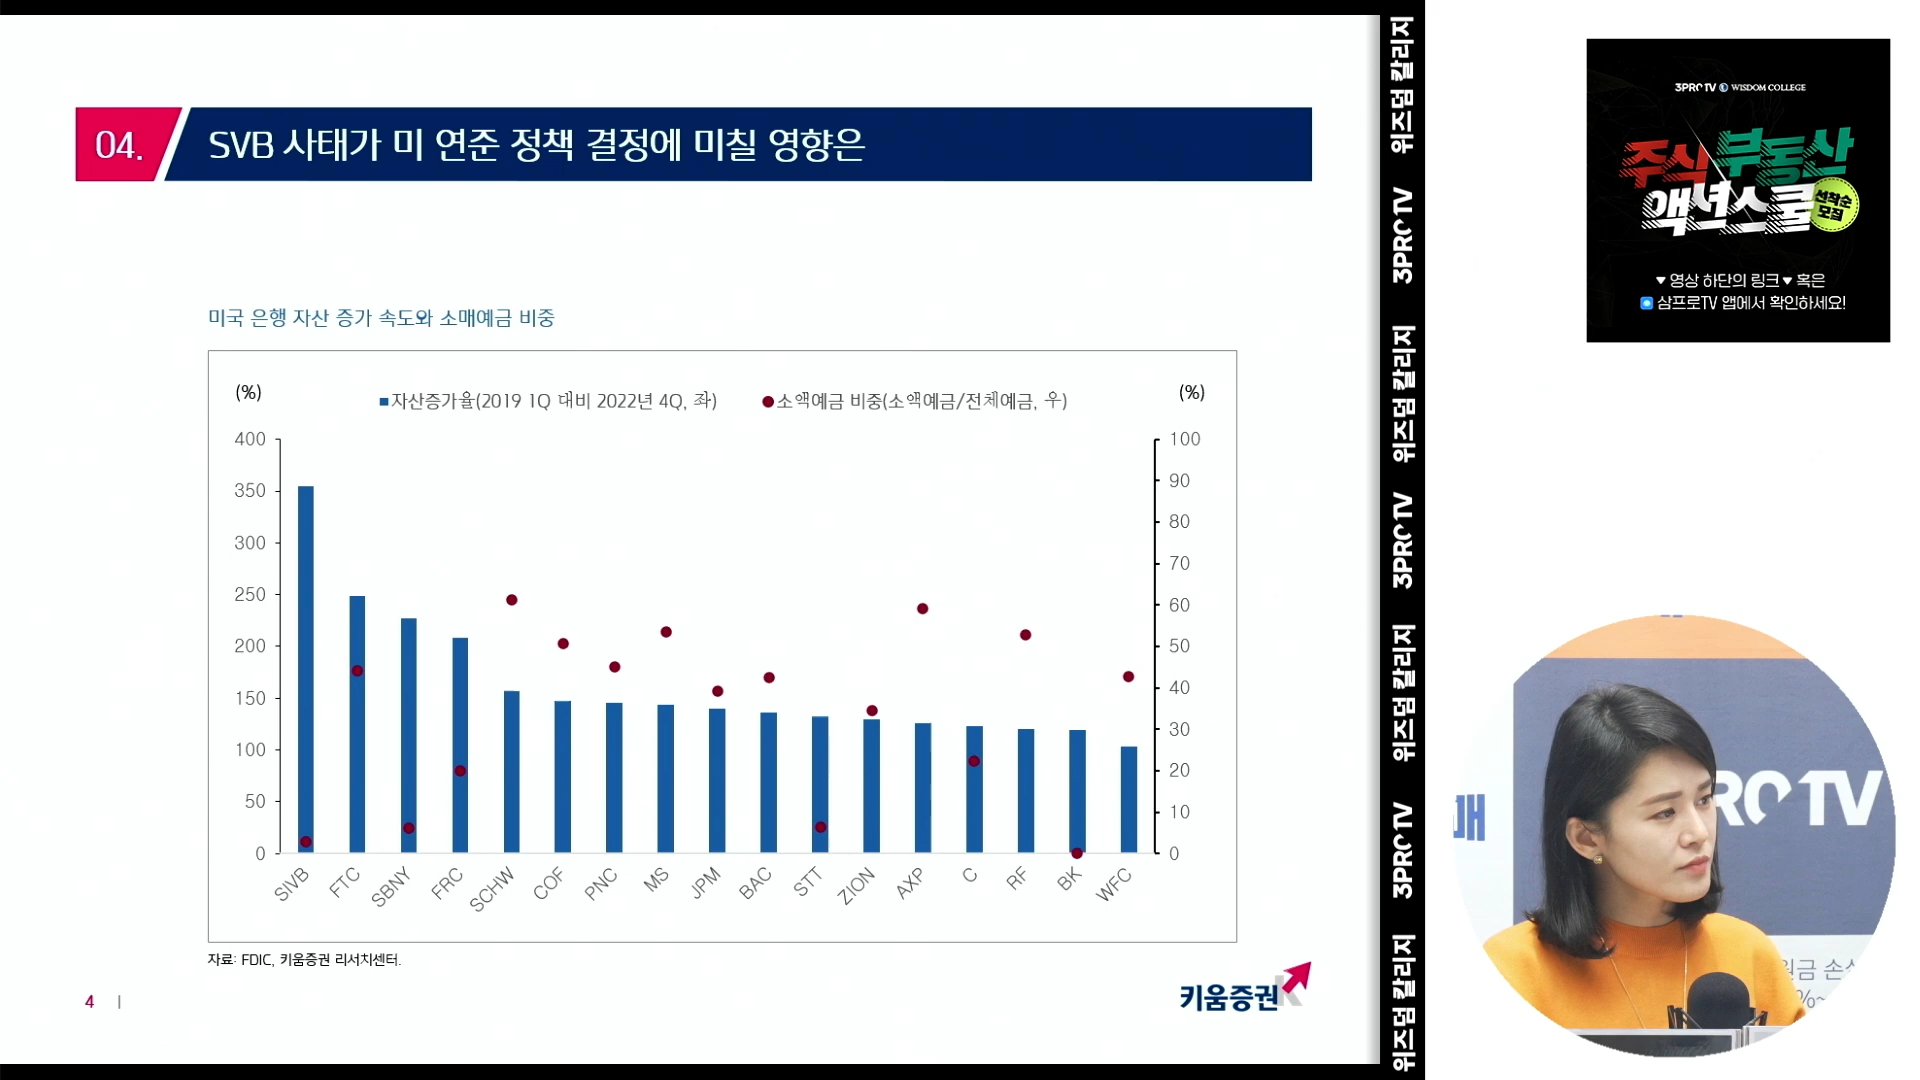 04.
SVB 사태가 미 연준 정책 결정에 미칠 영향은
미국 은행 자산 증가 속도와 소매예금 비중
(%)
자산증가율(2019 1Q 대비 2022년 4Q, 좌)
소액예금 비중(소액예금/전체예금, 우)
(%)
400
350
300
250
200
150
100
50
0
100
90
80
70
60
50
40
30
20
10
0
SIVB
FTC
SBNY
FRC
SCHW
COF
PNC
MS
JPM
BAC
STT
ZION
AXP
C
RF
BK
WFC
자료: FDIC, 키움증권 리서치센터.
4 |
키움증권
위즈덤 칼리지
3PROTV
위즈덤 칼리지
3PROTV
위즈덤 칼리지
3PROTV
위즈덤 칼리지
3PROTV WISDOM COLLEGE
주식 부동산
액션스쿨
선착순
모집
▼영상 하단의 링크▼ 혹은
삼프로TV 앱에서 확인하세요!
매
PROTV
원금 손
%~